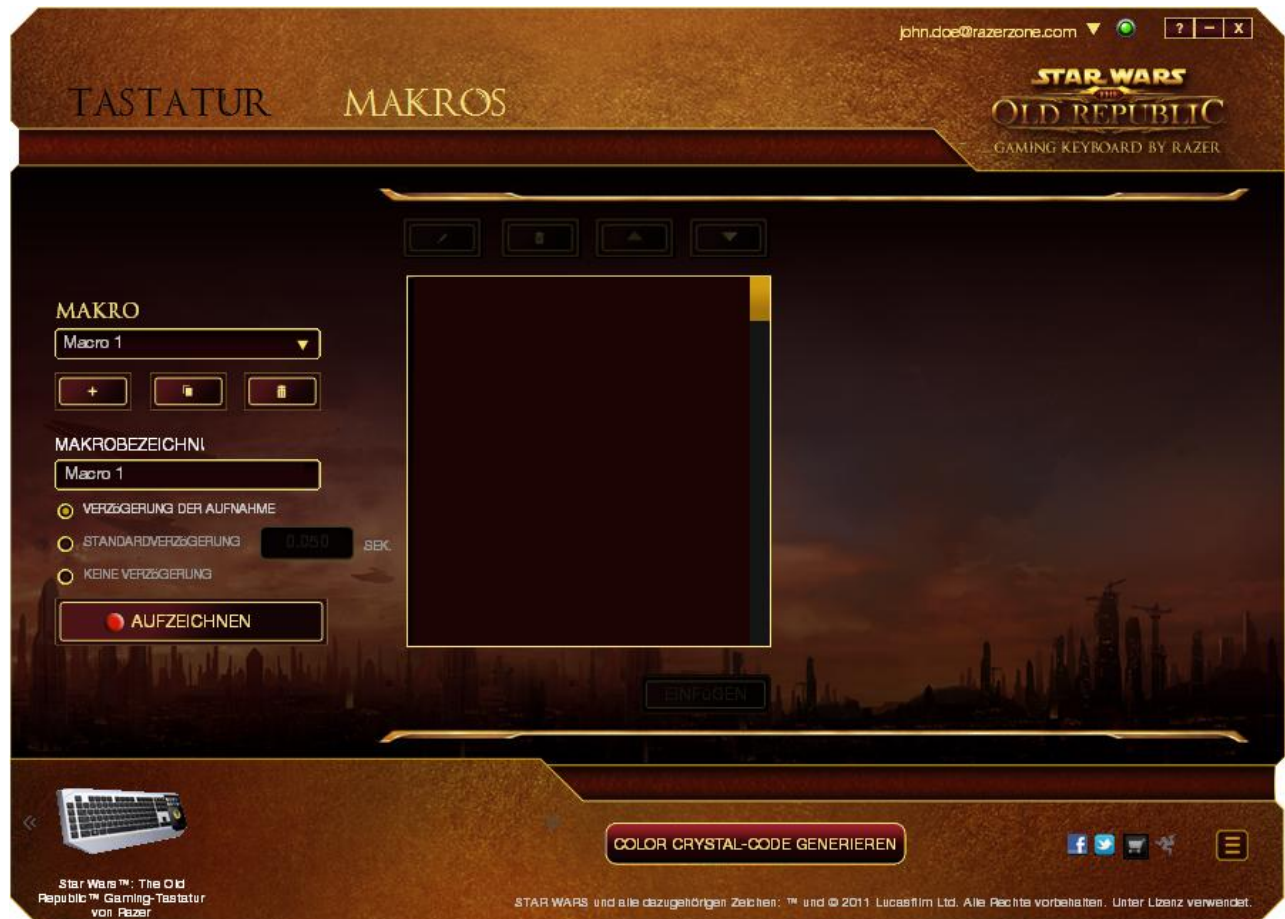 john.doe@razerzone.com
? – X
TASTATUR MAKROS
STAR WARS
THE
OLD REPUBLIC
GAMING KEYBOARD BY RAZER
MAKRO
Macro 1
MAKROBEZEICHNU
Macro 1
VERZöGERUNG DER AUFNAHME
STANDARDVERZöGERUNG 0.050 SEK.
KEINE VERZöGERUNG
AUFZEICHNEN
EINFüGEN
COLOR CRYSTAL-CODE GENERIEREN
Star Wars™: The Old
Republic™ Gaming-Tastatur
von Razer
STAR WARS und alle dazugehörigen Zeichen: ™ und © 2011 Lucasfilm Ltd. Alle Rechte vorbehalten. Unter Lizenz verwendet.